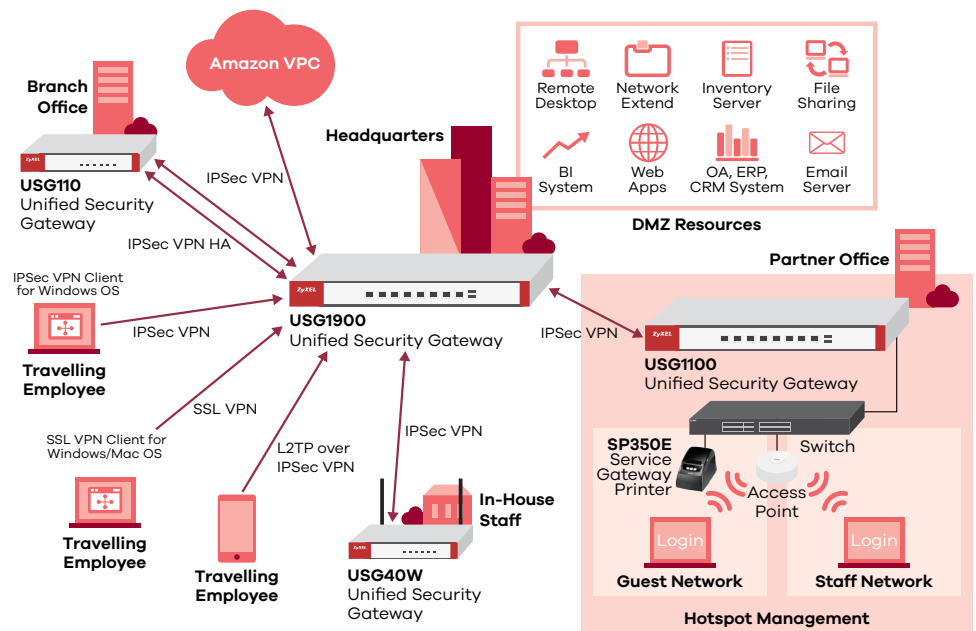 Amazon VPC
Branch
Office
ZyXEL
USG110
Unified Security
Gateway
IPSec VPN
IPSec VPN HA
Headquarters
Remote
Desktop
Network
Extend
Inventory
Server
File
Sharing
BI
System
Web
Apps
OA, ERP,
CRM System
Email
Server
DMZ Resources
ZyXEL
USG1900
Unified Security Gateway
IPSec VPN Client
for Windows OS
IPSec VPN
Travelling
Employee
SSL VPN
SSL VPN Client for
Windows/Mac OS
Travelling
Employee
L2TP over
IPSec VPN
Travelling
Employee
IPSec VPN
In-House
Staff
ZyXEL
USG40W
Unified Security
Gateway
IPSec VPN
Partner Office
ZyXEL
USG1100
Unified Security Gateway
Switch
SP350E
Service
Gateway
Printer
Access
Point
Login
Guest Network
Login
Staff Network
Hotspot Management